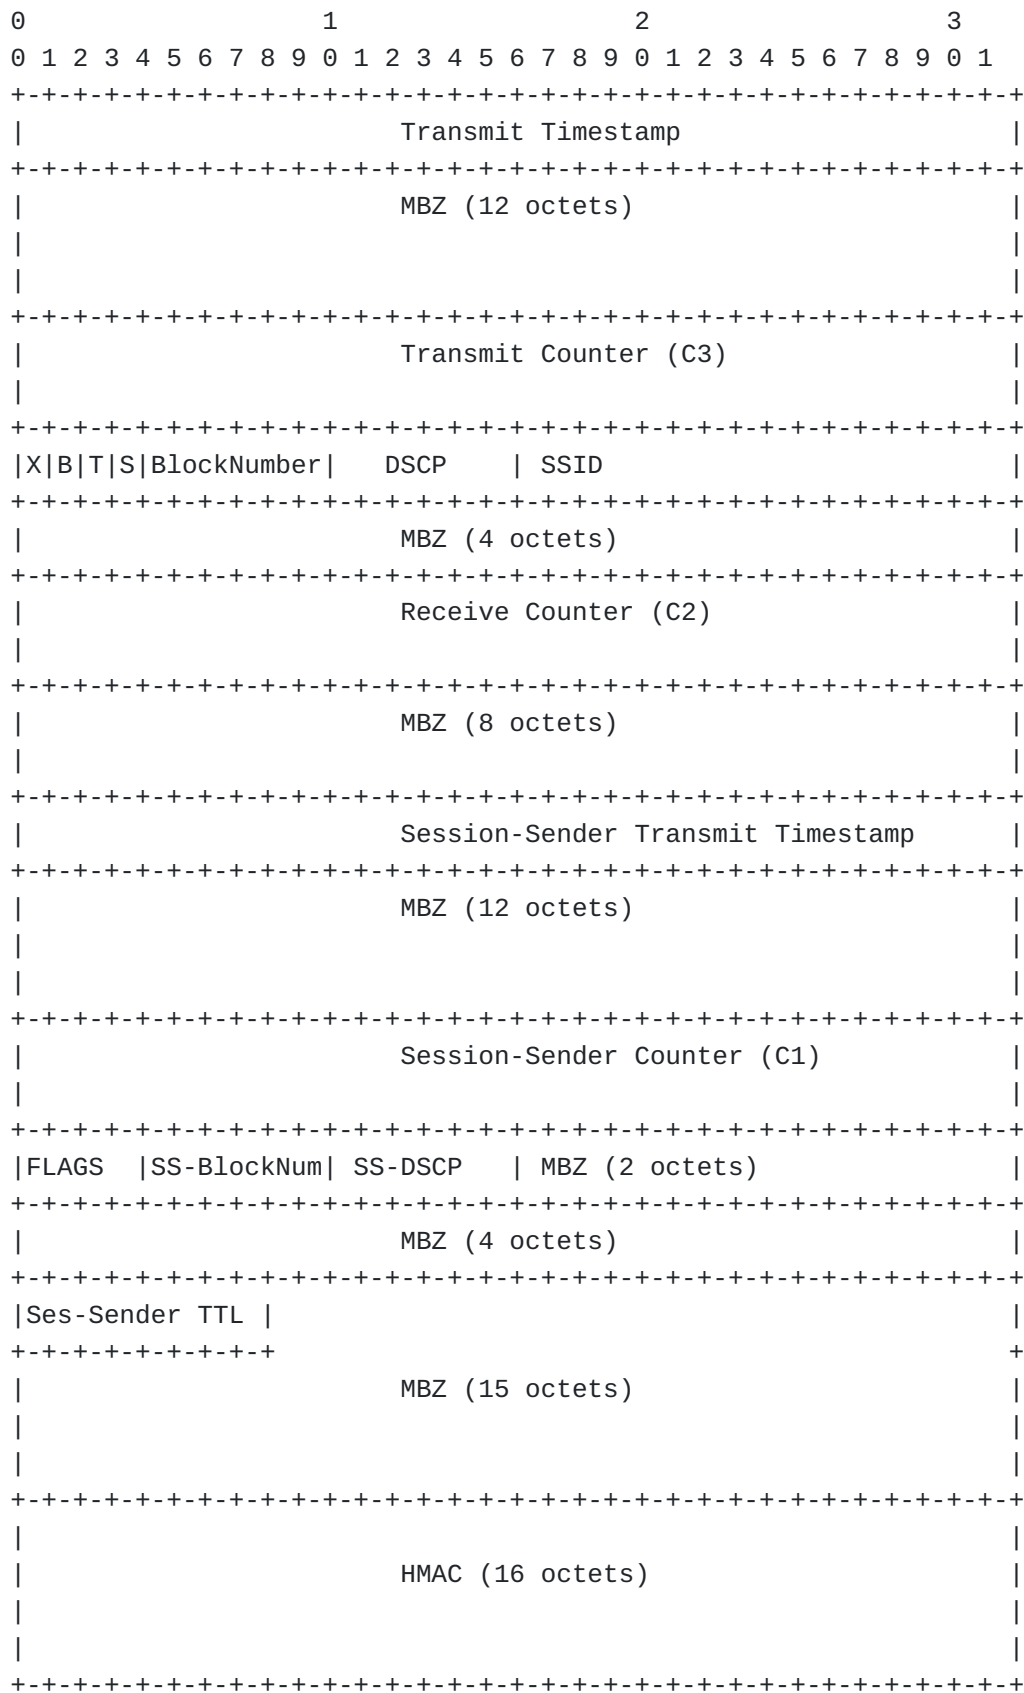 0                   1                   2                   3
0 1 2 3 4 5 6 7 8 9 0 1 2 3 4 5 6 7 8 9 0 1 2 3 4 5 6 7 8 9 0 1
+-+-+-+-+-+-+-+-+-+-+-+-+-+-+-+-+-+-+-+-+-+-+-+-+-+-+-+-+-+-+-+-+
|                        Transmit Timestamp                     |
+-+-+-+-+-+-+-+-+-+-+-+-+-+-+-+-+-+-+-+-+-+-+-+-+-+-+-+-+-+-+-+-+
|                        MBZ (12 octets)                        |
|                                                               |
|                                                               |
+-+-+-+-+-+-+-+-+-+-+-+-+-+-+-+-+-+-+-+-+-+-+-+-+-+-+-+-+-+-+-+-+
|                        Transmit Counter (C3)                  |
|                                                               |
+-+-+-+-+-+-+-+-+-+-+-+-+-+-+-+-+-+-+-+-+-+-+-+-+-+-+-+-+-+-+-+-+
|X|B|T|S|BlockNumber|   DSCP    | SSID                          |
+-+-+-+-+-+-+-+-+-+-+-+-+-+-+-+-+-+-+-+-+-+-+-+-+-+-+-+-+-+-+-+-+
|                        MBZ (4 octets)                         |
+-+-+-+-+-+-+-+-+-+-+-+-+-+-+-+-+-+-+-+-+-+-+-+-+-+-+-+-+-+-+-+-+
|                        Receive Counter (C2)                   |
|                                                               |
+-+-+-+-+-+-+-+-+-+-+-+-+-+-+-+-+-+-+-+-+-+-+-+-+-+-+-+-+-+-+-+-+
|                        MBZ (8 octets)                         |
|                                                               |
+-+-+-+-+-+-+-+-+-+-+-+-+-+-+-+-+-+-+-+-+-+-+-+-+-+-+-+-+-+-+-+-+
|                        Session-Sender Transmit Timestamp      |
+-+-+-+-+-+-+-+-+-+-+-+-+-+-+-+-+-+-+-+-+-+-+-+-+-+-+-+-+-+-+-+-+
|                        MBZ (12 octets)                        |
|                                                               |
|                                                               |
+-+-+-+-+-+-+-+-+-+-+-+-+-+-+-+-+-+-+-+-+-+-+-+-+-+-+-+-+-+-+-+-+
|                        Session-Sender Counter (C1)            |
|                                                               |
+-+-+-+-+-+-+-+-+-+-+-+-+-+-+-+-+-+-+-+-+-+-+-+-+-+-+-+-+-+-+-+-+
|FLAGS  |SS-BlockNum| SS-DSCP   | MBZ (2 octets)                |
+-+-+-+-+-+-+-+-+-+-+-+-+-+-+-+-+-+-+-+-+-+-+-+-+-+-+-+-+-+-+-+-+
|                        MBZ (4 octets)                         |
+-+-+-+-+-+-+-+-+-+-+-+-+-+-+-+-+-+-+-+-+-+-+-+-+-+-+-+-+-+-+-+-+
|Ses-Sender TTL |                                               |
+-+-+-+-+-+-+-+-+                                               +
|                        MBZ (15 octets)                        |
|                                                               |
|                                                               |
+-+-+-+-+-+-+-+-+-+-+-+-+-+-+-+-+-+-+-+-+-+-+-+-+-+-+-+-+-+-+-+-+
|                                                               |
|                        HMAC (16 octets)                       |
|                                                               |
|                                                               |
+-+-+-+-+-+-+-+-+-+-+-+-+-+-+-+-+-+-+-+-+-+-+-+-+-+-+-+-+-+-+-+-+